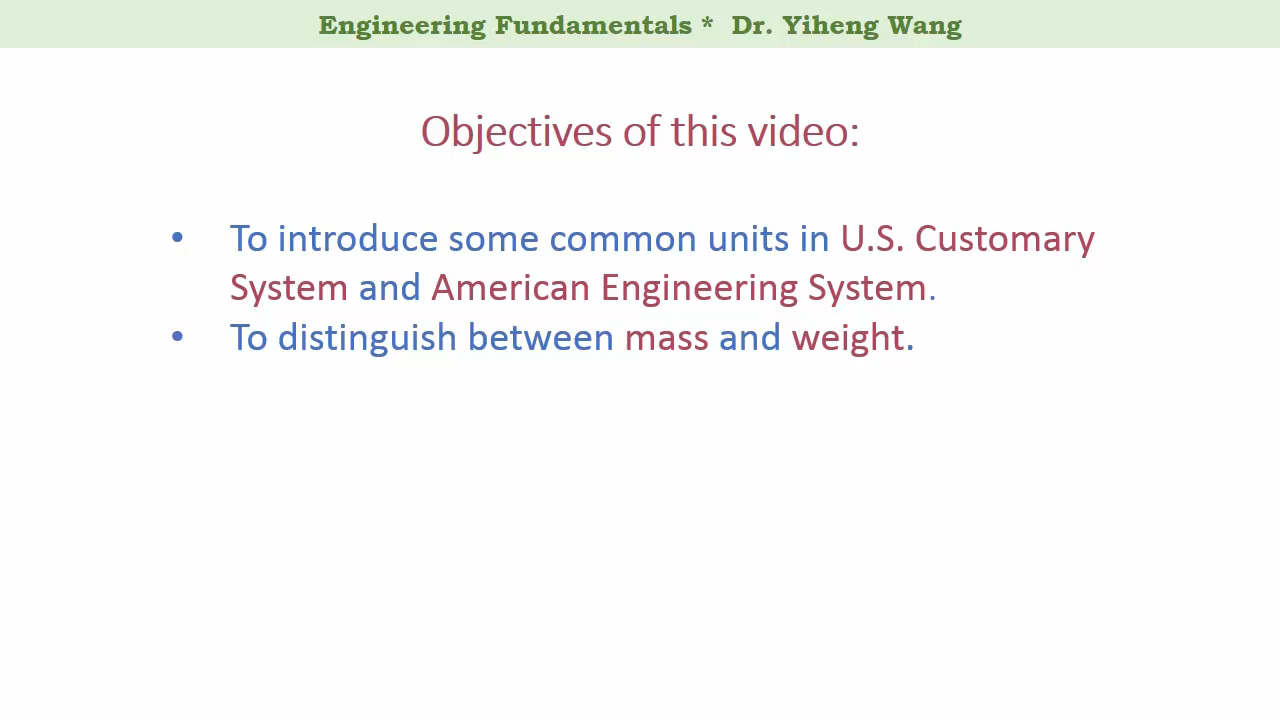 Engineering Fundamentals * Dr. Yiheng Wang
Objectives of this video:
• To introduce some common units in U.S. Customary
System and American Engineering System.
• To distinguish between mass and weight.